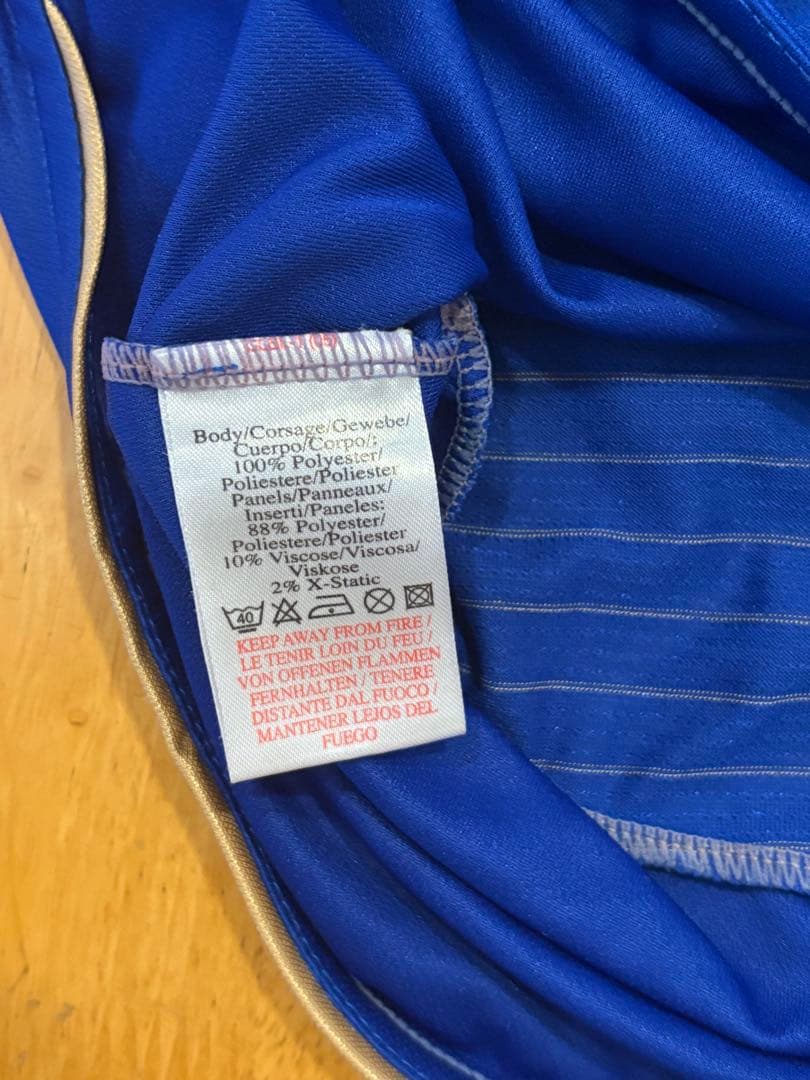 Body/Corsage/Gewebe/
Cuerpo/Corpo/:
100% Polyester/
Poliestere/Poliester
Panels/Panneaux/
Inserti/Paneles:
88% Polyester/
Poliestere/Poliester
10% Viscose/Viscosa/
Viskose
2% X-Static
40
KEEP AWAY FROM FIRE /
LE TENIR LOIN DU FEU /
VON OFFENEN FLAMMEN
FERNHALTEN / TENERE
DISTANTE DAL FUOCO /
MANTENER LEJOS DEL
FUEGO